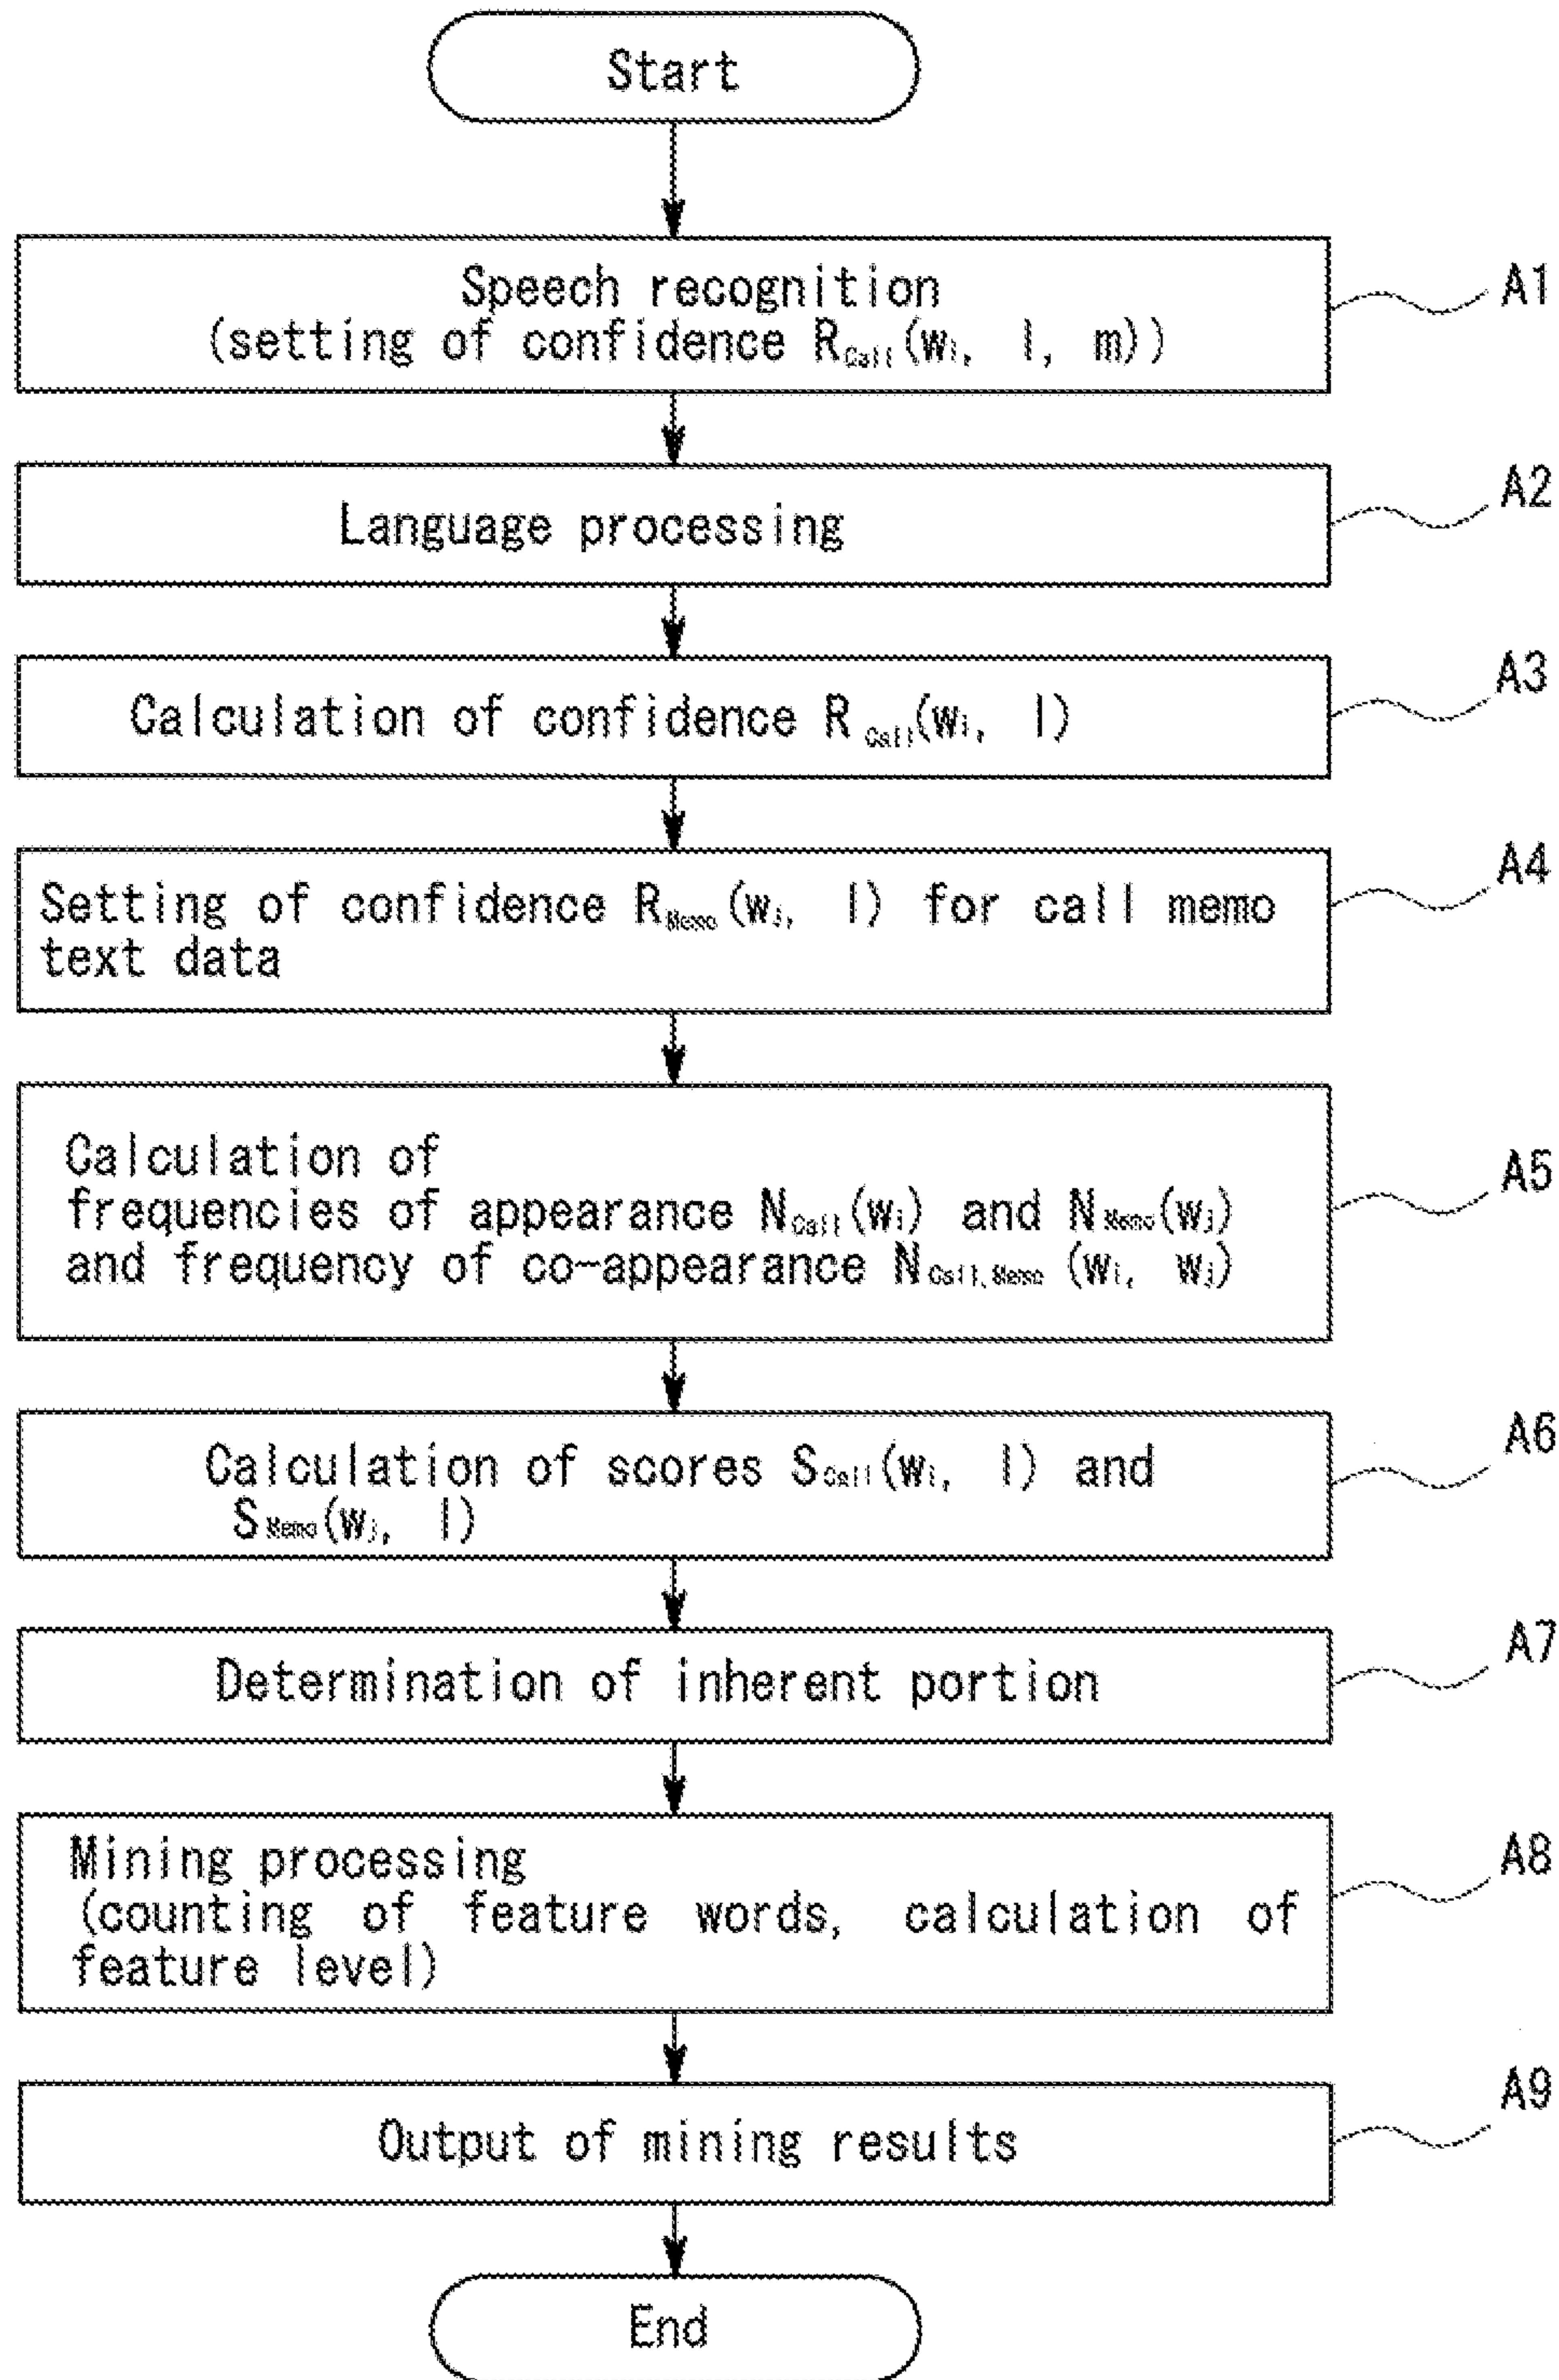 Start
Speech recognition
(setting of confidence R_Call(w_i, l, m))
A1
Language processing
A2
Calculation of confidence R_Call(w_i, l)
A3
Setting of confidence R_Memo(w_j, l) for call memo
text data
A4
Calculation of
frequencies of appearance N_Call(w_i) and N_Memo(w_j)
and frequency of co-appearance N_Call,Memo (w_i, w_j)
A5
Calculation of scores S_Call(w_i, l) and
S_Memo(w_j, l)
A6
Determination of inherent portion
A7
Mining processing
(counting of feature words, calculation of
feature level)
A8
Output of mining results
A9
End